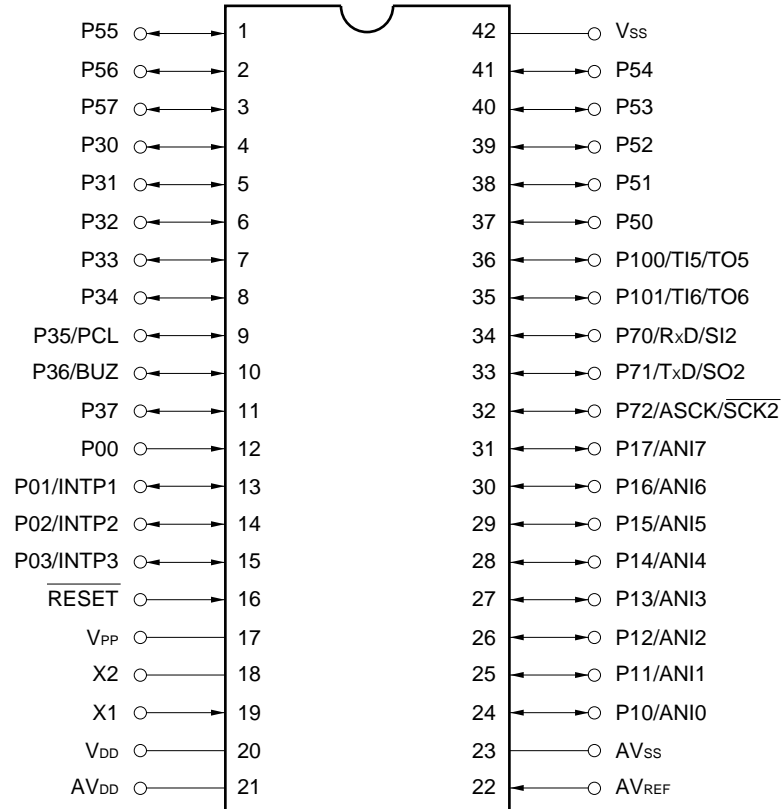 P55 1 42 VSS
P56 2 41 P54
P57 3 40 P53
P30 4 39 P52
P31 5 38 P51
P32 6 37 P50
P33 7 36 P100/TI5/TO5
P34 8 35 P101/TI6/TO6
P35/PCL 9 34 P70/RxD/SI2
P36/BUZ 10 33 P71/TxD/SO2
P37 11 32 P72/ASCK/SCK2
P00 12 31 P17/ANI7
P01/INTP1 13 30 P16/ANI6
P02/INTP2 14 29 P15/ANI5
P03/INTP3 15 28 P14/ANI4
RESET 16 27 P13/ANI3
VPP 17 26 P12/ANI2
X2 18 25 P11/ANI1
X1 19 24 P10/ANI0
VDD 20 23 AVSS
AVDD 21 22 AVREF